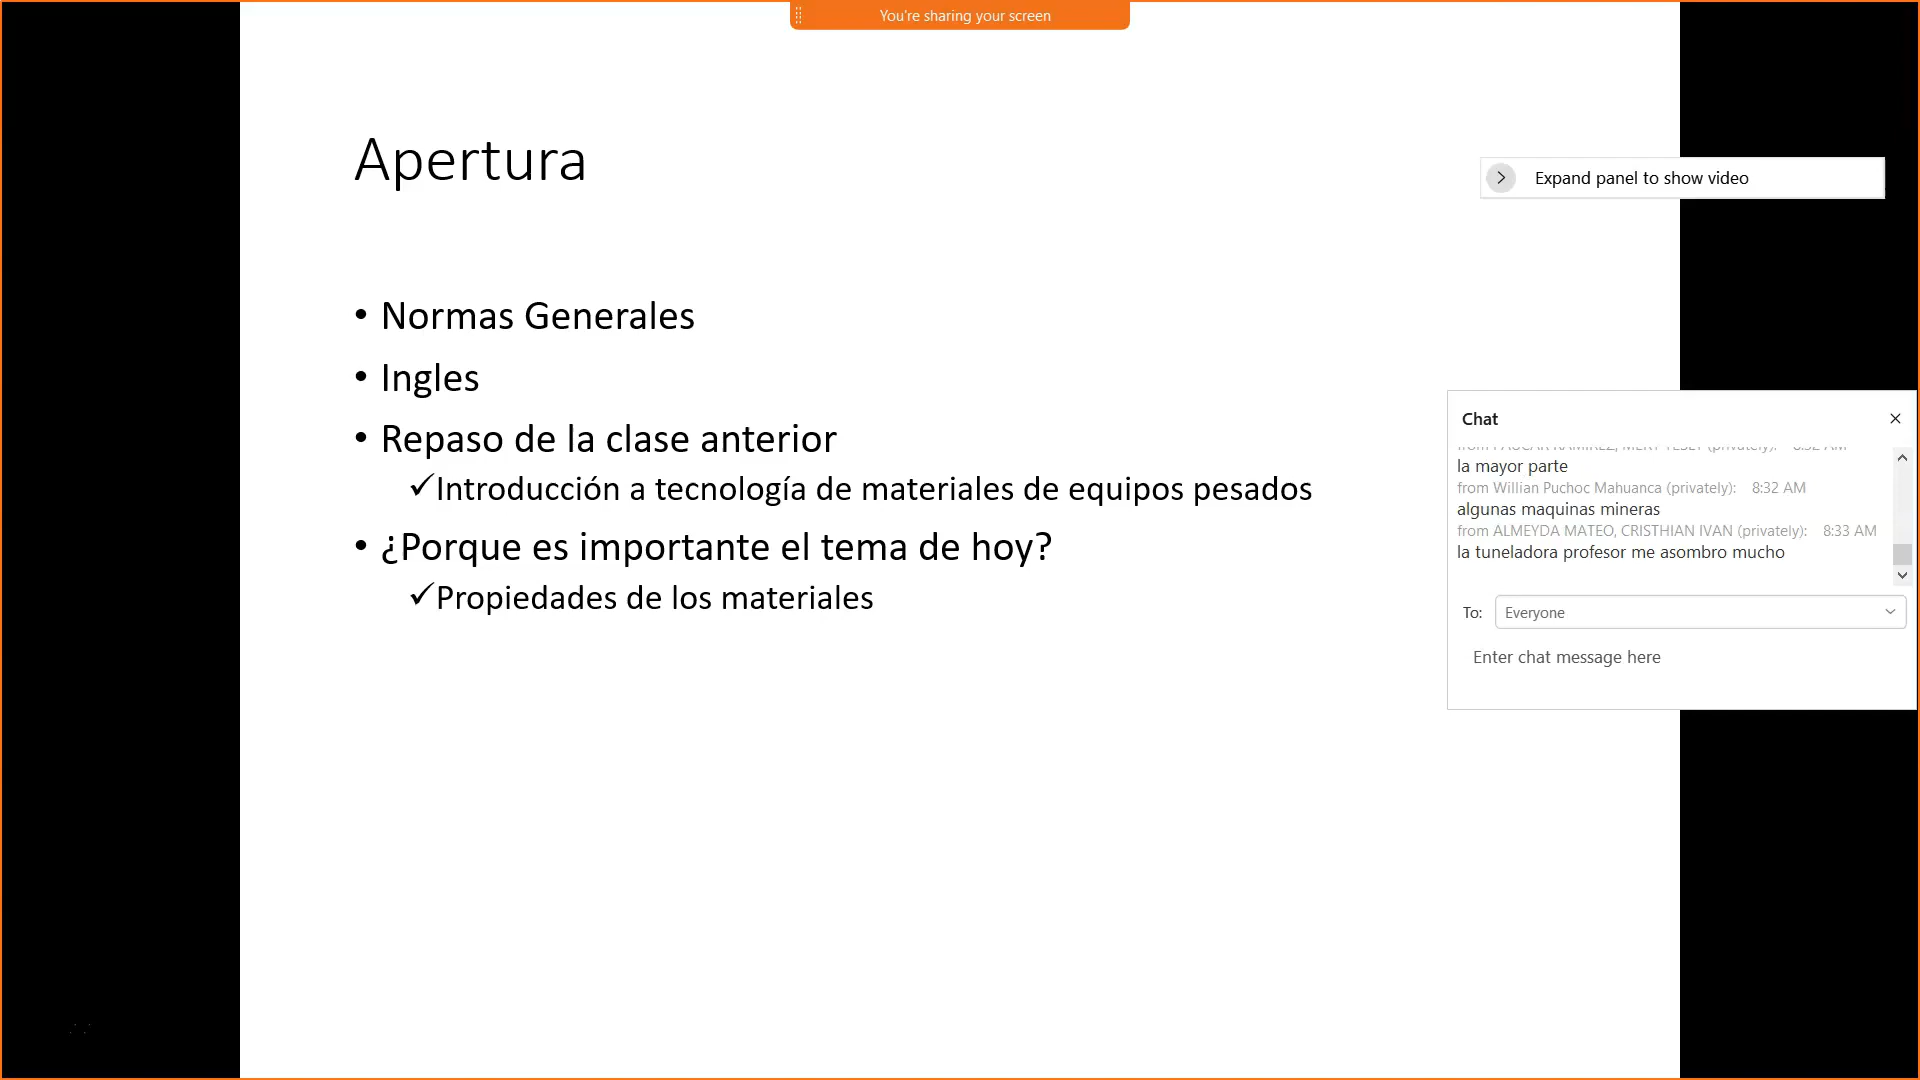 You're sharing your screen
Apertura
Expand panel to show video
• Normas Generales
• Ingles
• Repaso de la clase anterior
✓Introducción a tecnología de materiales de equipos pesados
• ¿Porque es importante el tema de hoy?
✓Propiedades de los materiales
Chat
la mayor parte
from Willian Puchoc Mahuanca (privately): 8:32 AM
algunas maquinas mineras
from ALMEYDA MATEO, CRISTHIAN IVAN (privately): 8:33 AM
la tuneladora profesor me asombro mucho
To: Everyone
Enter chat message here